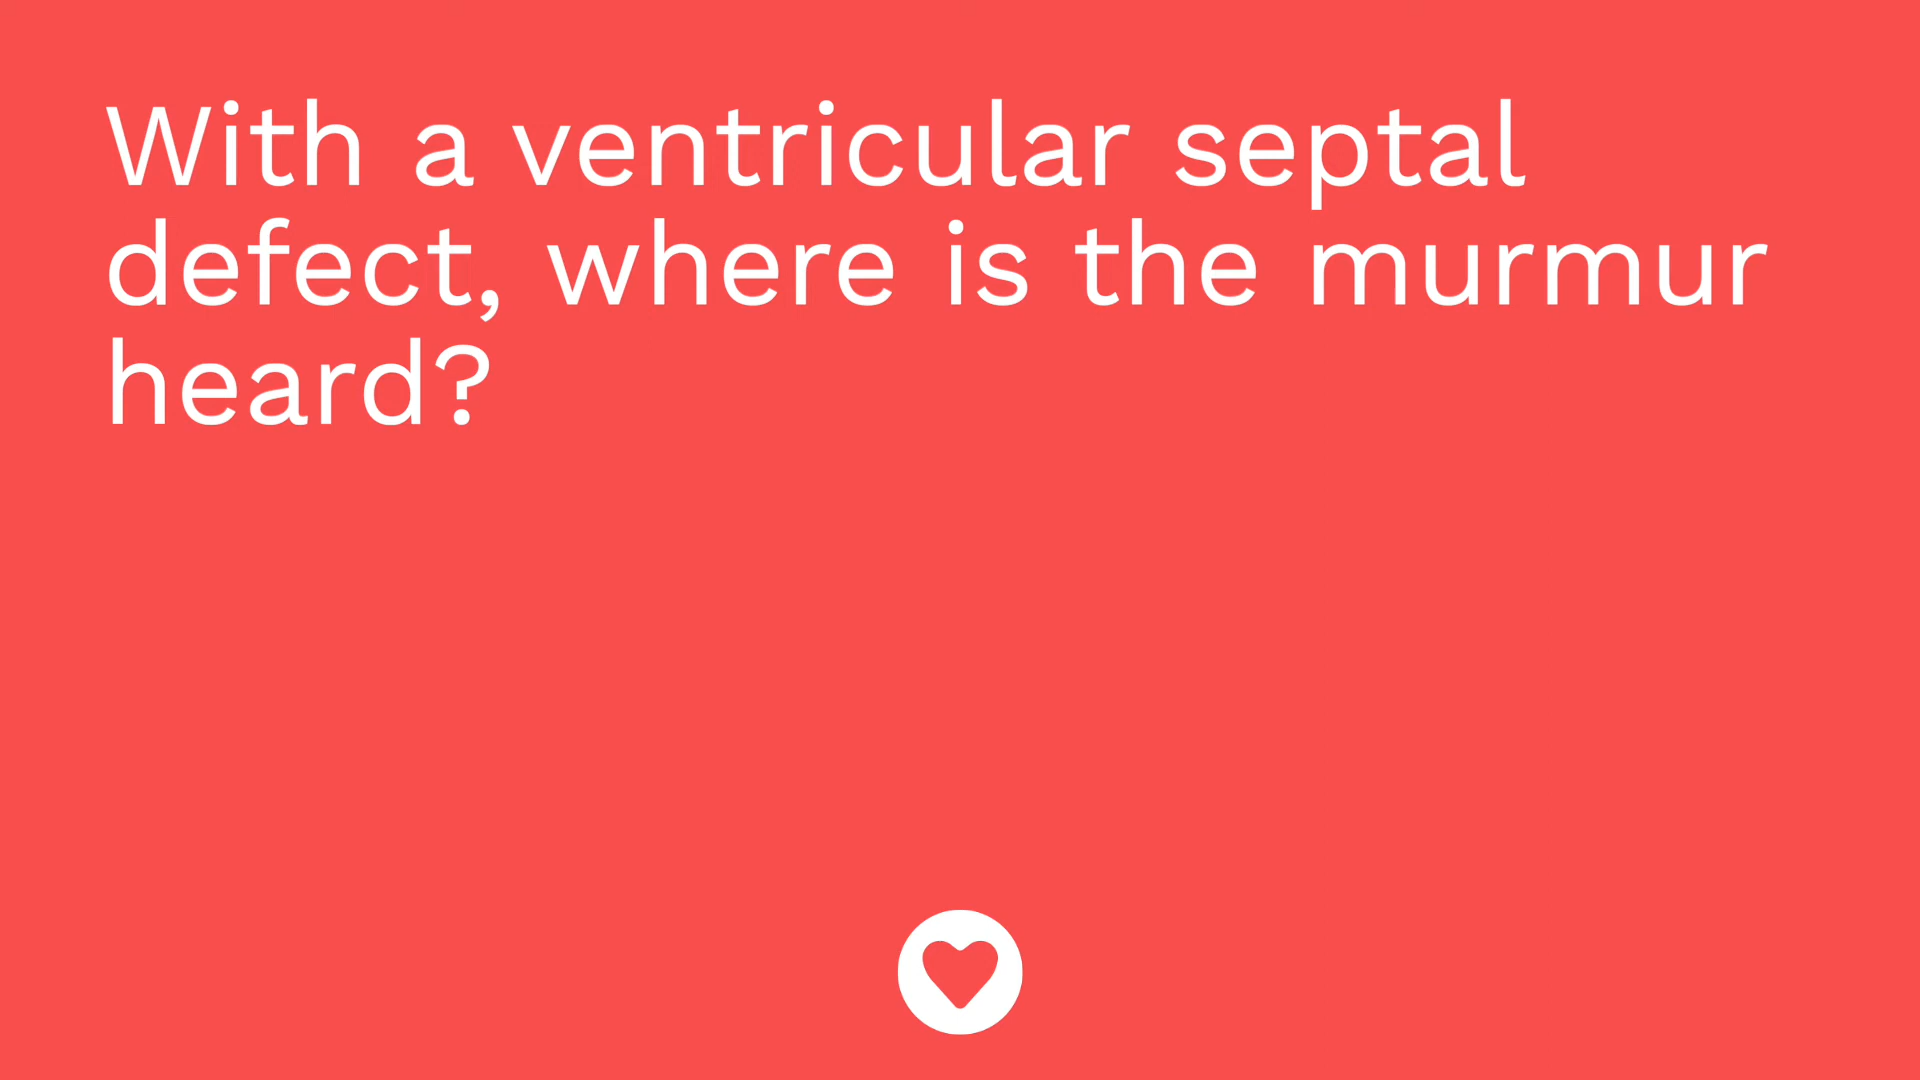 With a ventricular septal
defect, where is the murmur
heard?